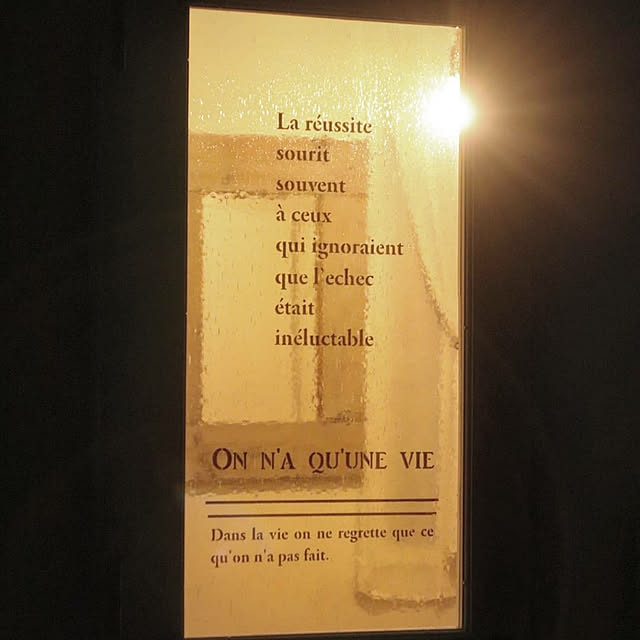 La réussite
sourit
souvent
à ceux
qui ignoraient
que l'echec
était
inéluctable
On n'a qu'une vie
Dans la vie on ne regrette que ce
qu'on n'a pas fait.